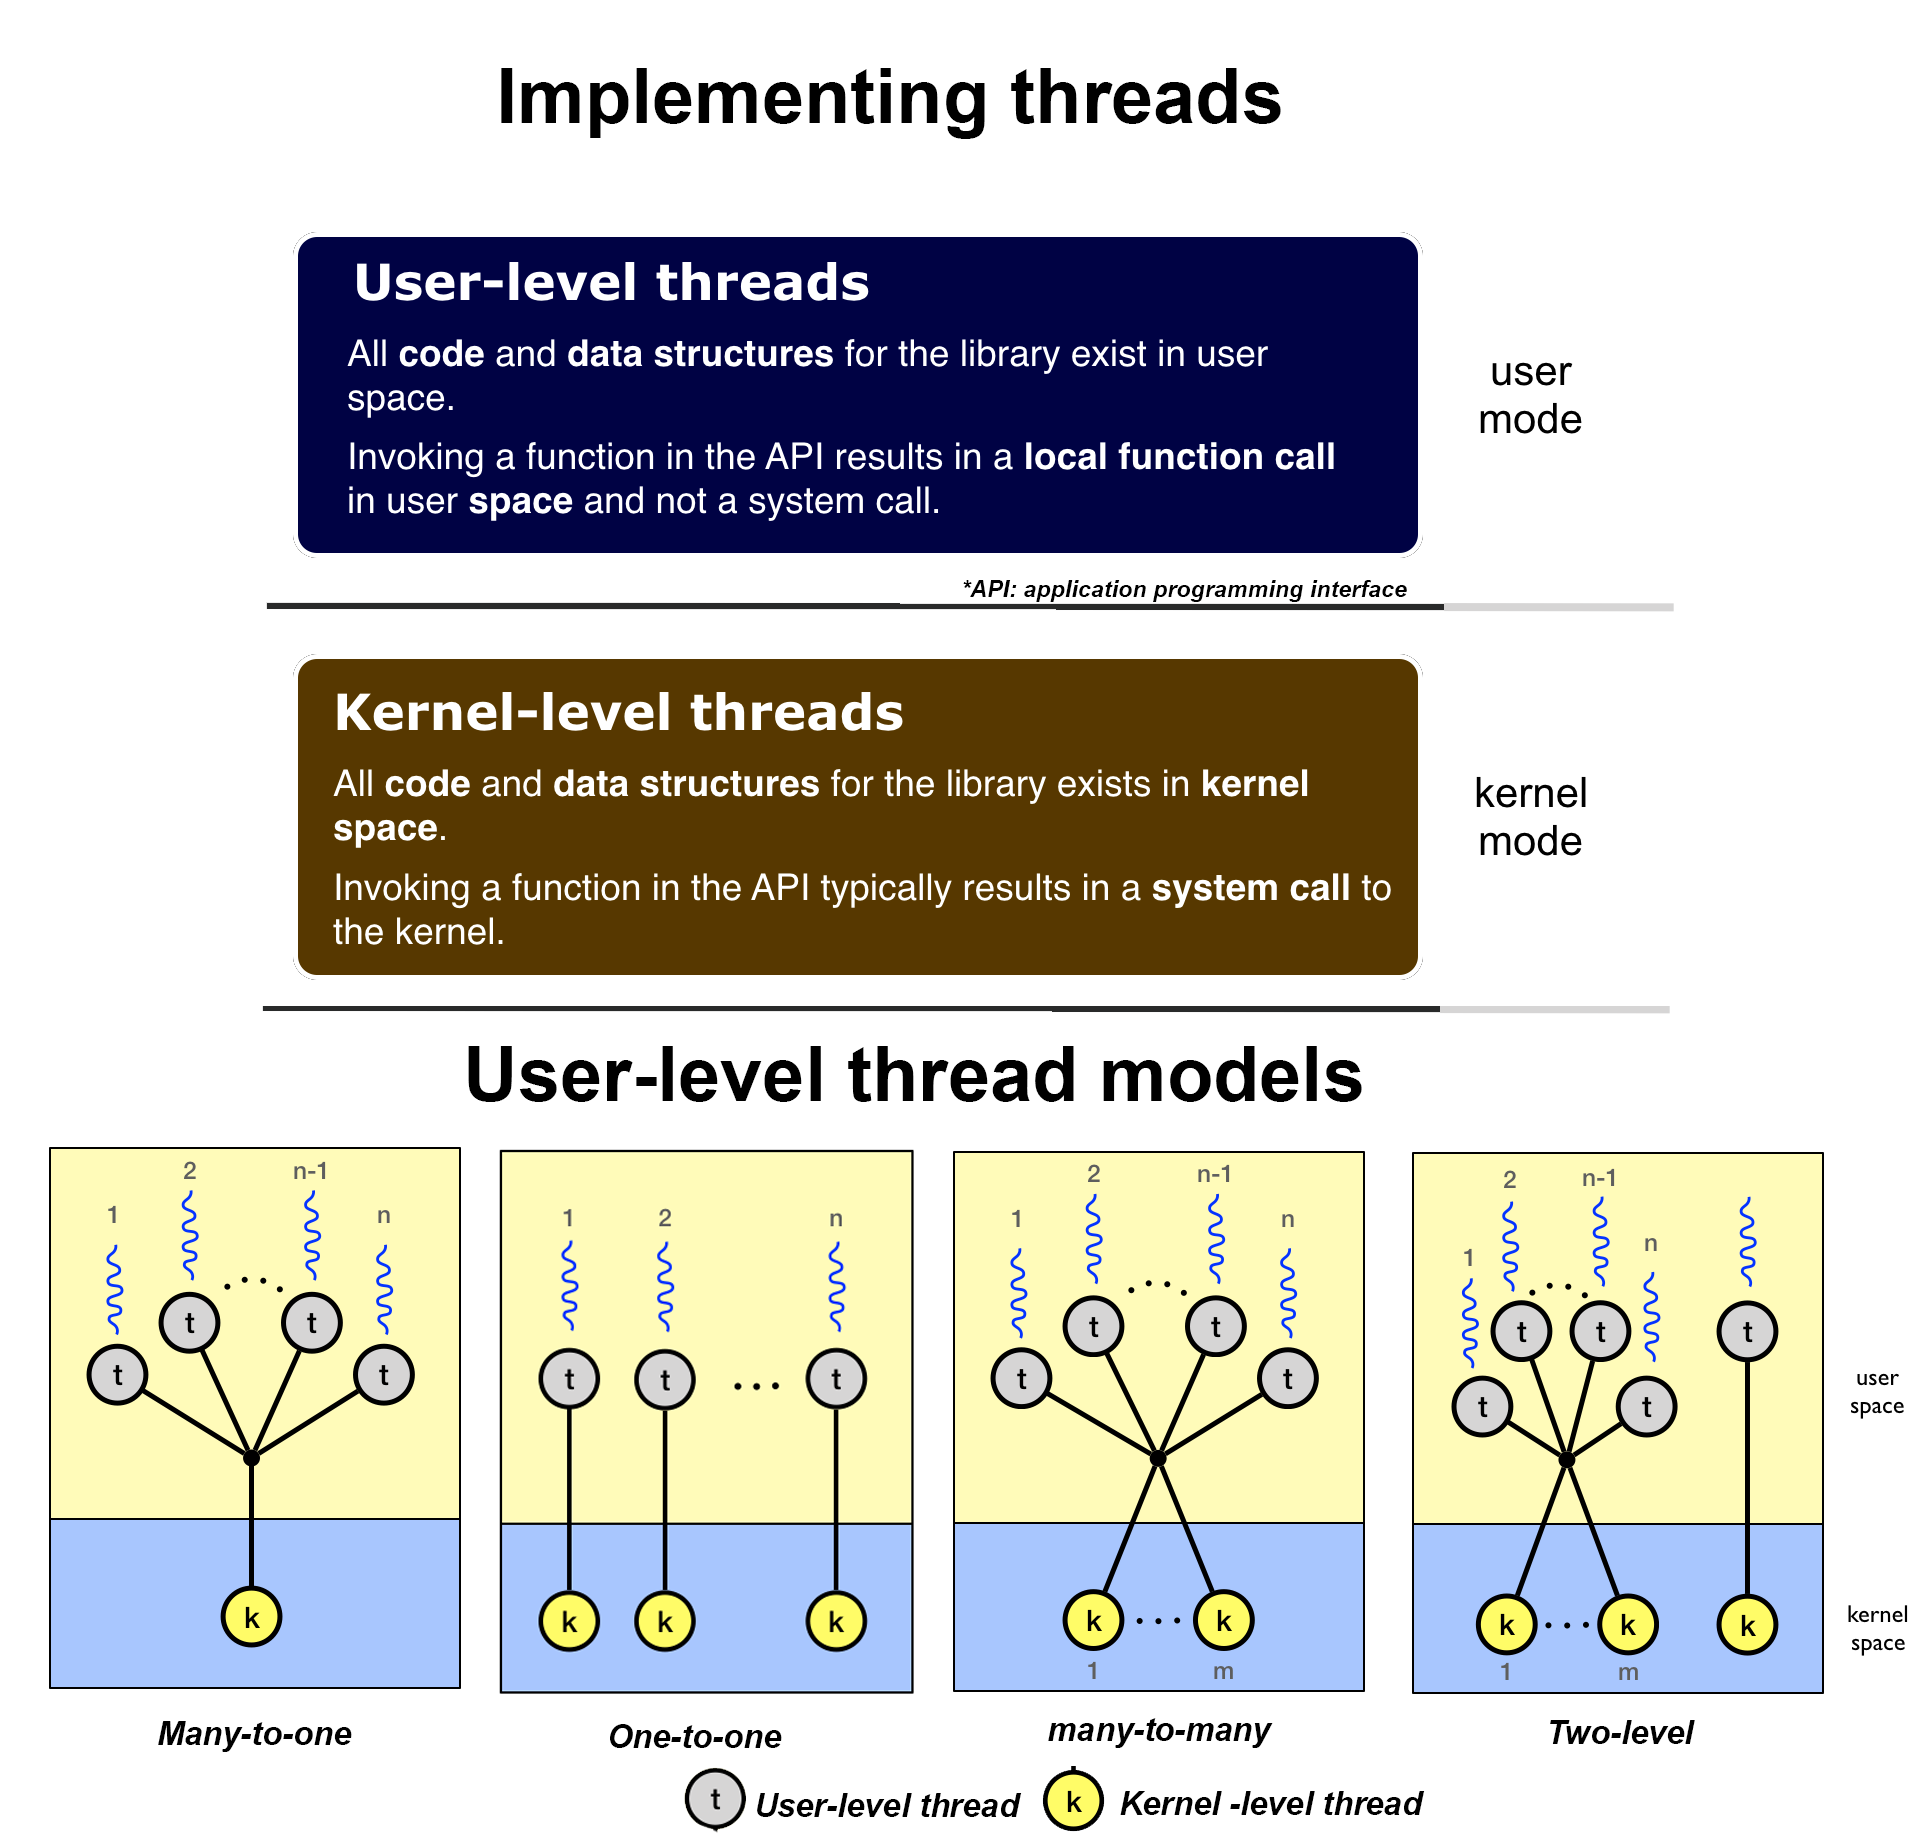 Implementing threads
User-level threads
All code and data structures for the library exist in user
space.
Invoking a function in the API results in a local function call
in user space and not a system call.
user
mode
*API: application programming interface
Kernel-level threads
All code and data structures for the library exists in kernel
space.
Invoking a function in the API typically results in a system call to
the kernel.
kernel
mode
User-level thread models
1 2 n-1 n
t t t t
k
Many-to-one
1 2 n
t t ... t
k k k
One-to-one
1 2 n-1 n
t t t t
k ... k
1 m
many-to-many
1 2 n-1 n
t t t t t
k ... k k
1 m
Two-level
user
space
kernel
space
t User-level thread
k Kernel -level thread